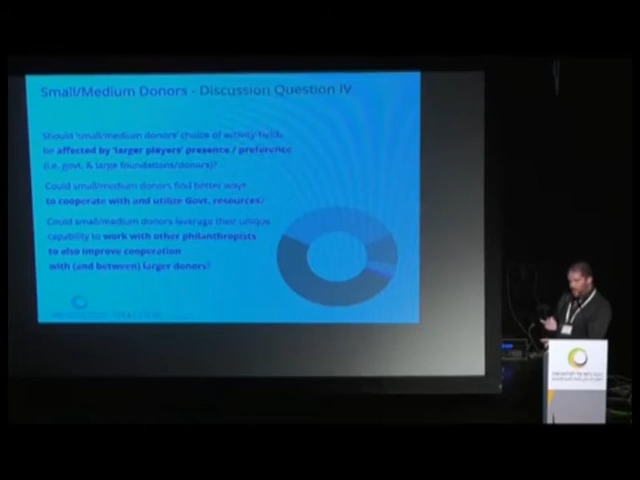 Small/Medium Donors - Discussion Question IV
Should 'small/medium donors' choice of activity fields
be affected by 'larger players' presence / preference
(i.e. govt. & large foundations/donors)?
Could small/medium donors find better ways
to cooperate with and utilize Govt. resources?
Could small/medium donors leverage their unique
capability to work with other philanthropists
to also improve cooperation
with (and between) larger donors?